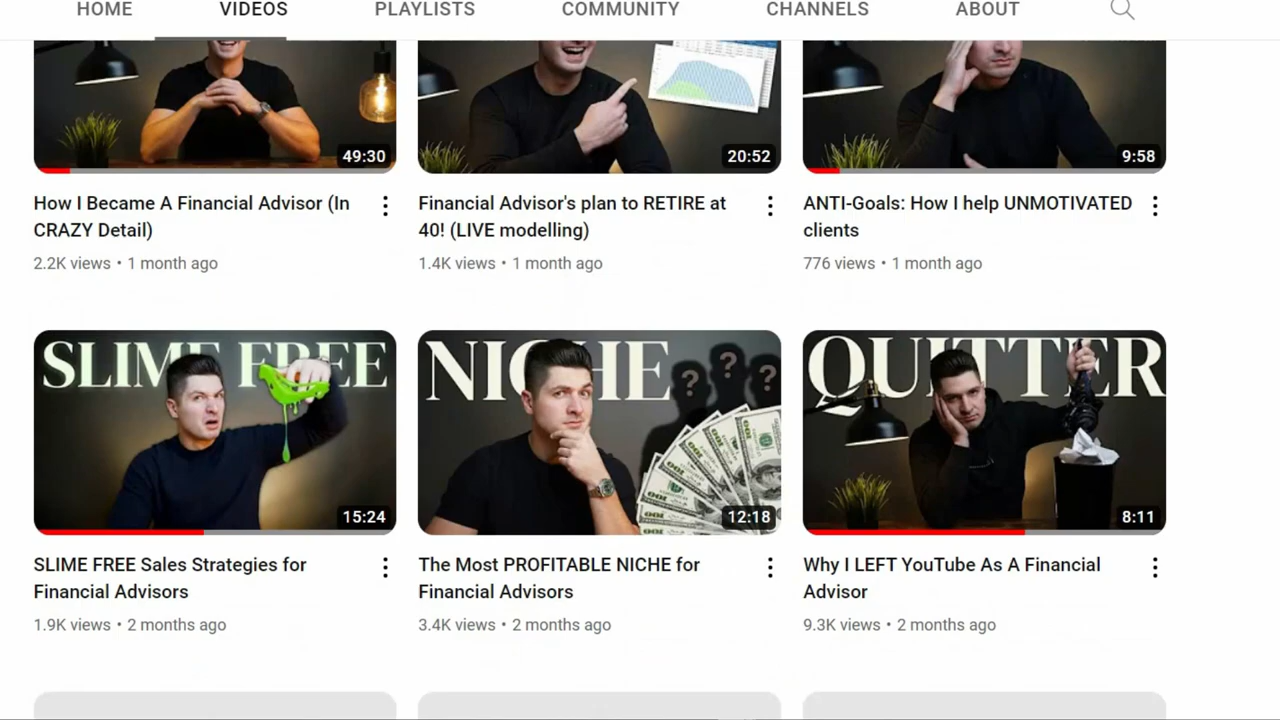 HOME VIDEOS PLAYLISTS COMMUNITY CHANNELS ABOUT
49:30 20:52 9:58
How I Became A Financial Advisor (In
CRAZY Detail)
2.2K views • 1 month ago
Financial Advisor's plan to RETIRE at
40! (LIVE modelling)
1.4K views • 1 month ago
ANTI-Goals: How I help UNMOTIVATED
clients
776 views • 1 month ago
SLIME FREE
15:24
NICHE
? ? ?
100 100 100 100
12:18
QUITTER
8:11
SLIME FREE Sales Strategies for
Financial Advisors
1.9K views • 2 months ago
The Most PROFITABLE NICHE for
Financial Advisors
3.4K views • 2 months ago
Why I LEFT YouTube As A Financial
Advisor
9.3K views • 2 months ago